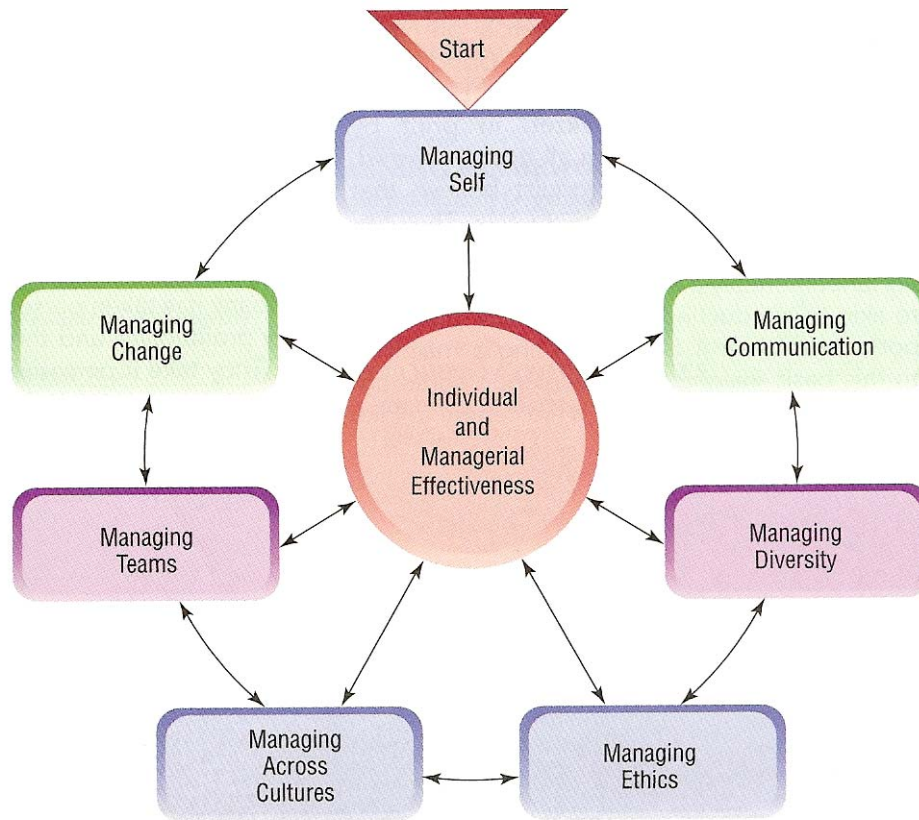 Start
Managing
Self
Managing
Change
Managing
Communication
Individual
and
Managerial
Effectiveness
Managing
Teams
Managing
Diversity
Managing
Across
Cultures
Managing
Ethics